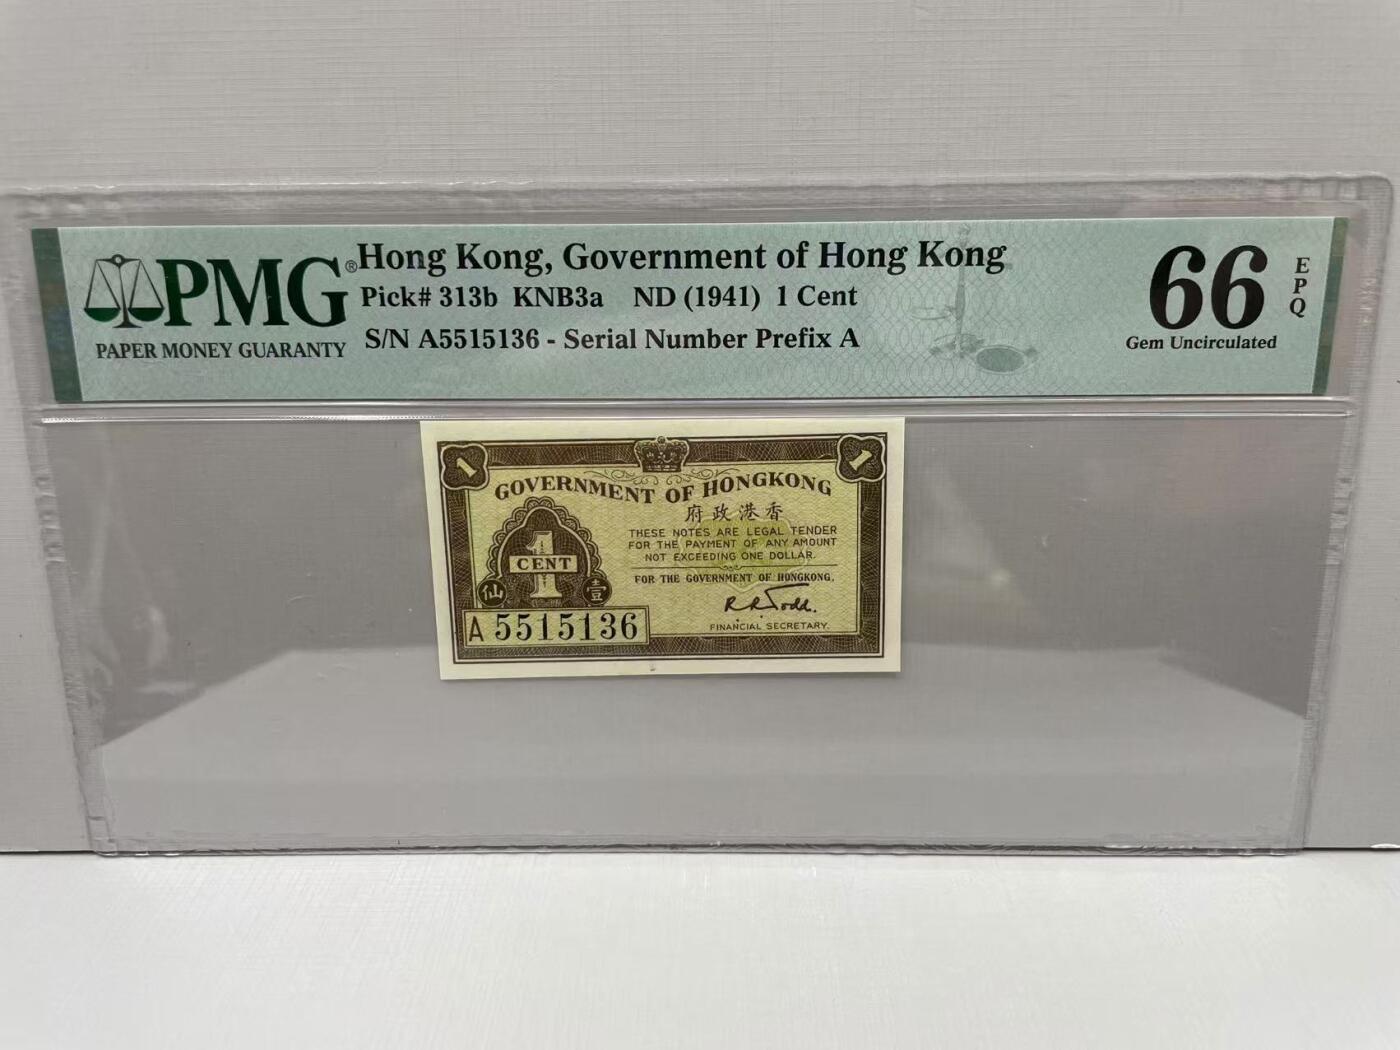 PMG®
PAPER MONEY GUARANTY
Hong Kong, Government of Hong Kong
Pick# 313b KNB3a ND (1941) 1 Cent
S/N A5515136 - Serial Number Prefix A
66
EPQ
Gem Uncirculated
1
1
GOVERNMENT OF HONGKONG
府政港香
THESE NOTES ARE LEGAL TENDER
FOR THE PAYMENT OF ANY AMOUNT
NOT EXCEEDING ONE DOLLAR.
FOR THE GOVERNMENT OF HONGKONG.
R.R.Todd.
FINANCIAL SECRETARY.
1
CENT
仙 壹
A 5515136